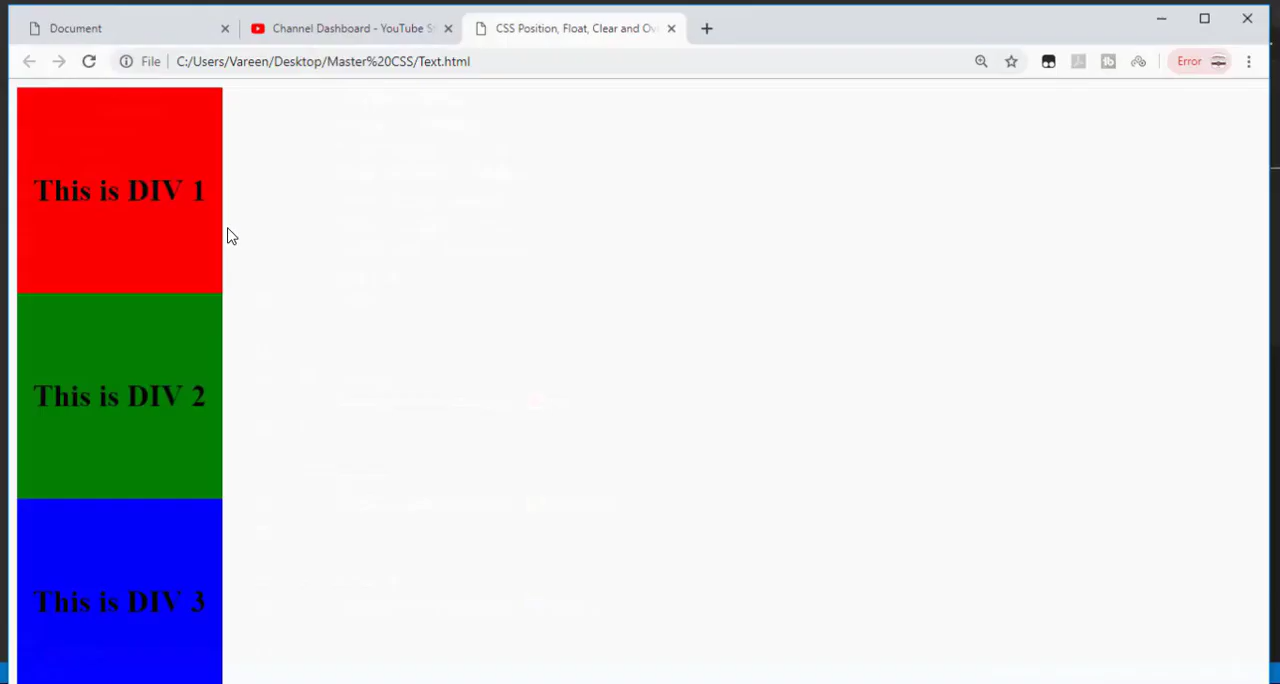 Document
Channel Dashboard - YouTube S
CSS Position, Float, Clear and Ov
File
C:/Users/Vareen/Desktop/Master%20CSS/Text.html
Error
This is DIV 1
This is DIV 2
This is DIV 3